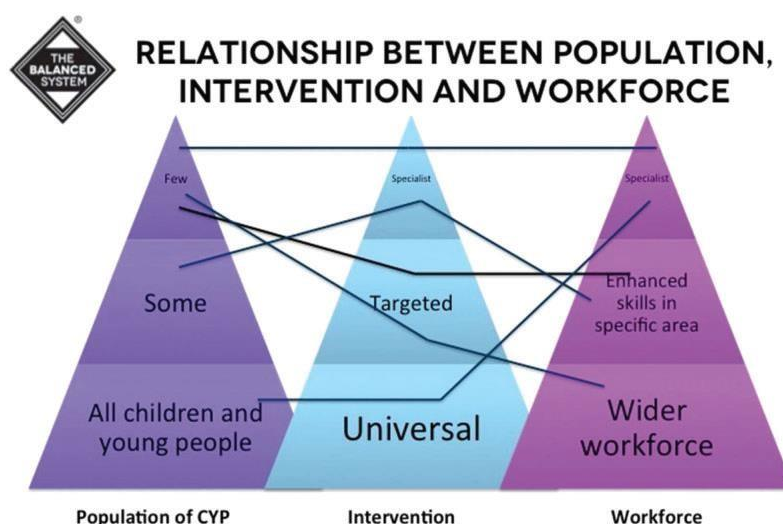 ®
THE
BALANCED
SYSTEM
RELATIONSHIP BETWEEN POPULATION,
INTERVENTION AND WORKFORCE
Few
Some
All children and
young people
Population of CYP
Specialist
Targeted
Universal
Intervention
Specialist
Enhanced
skills in
specific area
Wider
workforce
Workforce